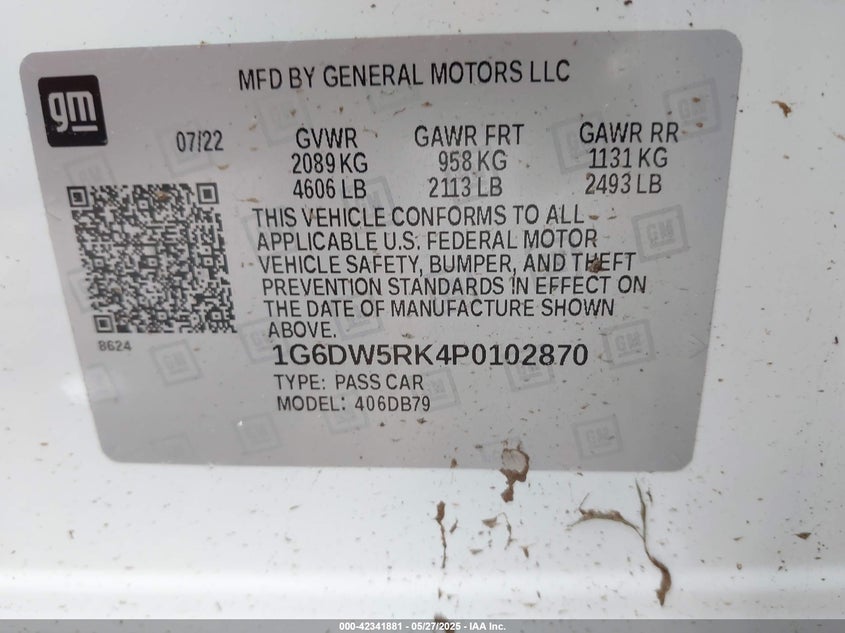 MFD BY GENERAL MOTORS LLC
gm
07/22 GVWR GAWR FRT GAWR RR
2089 KG 958 KG 1131 KG
4606 LB 2113 LB 2493 LB
THIS VEHICLE CONFORMS TO ALL
APPLICABLE U.S. FEDERAL MOTOR
VEHICLE SAFETY, BUMPER, AND THEFT
PREVENTION STANDARDS IN EFFECT ON
THE DATE OF MANUFACTURE SHOWN
ABOVE.
8624
1G6DW5RK4P0102870
TYPE: PASS CAR
MODEL: 406DB79
000-42341881 — 05/27/2025 — IAA Inc.